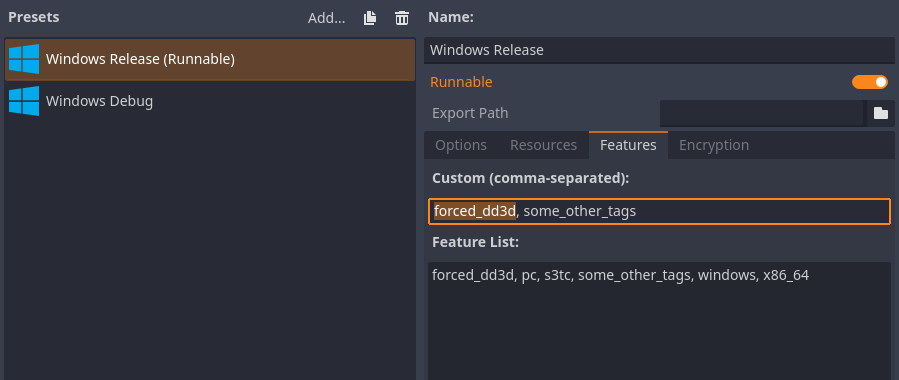 Presets
Add...
Windows Release (Runnable)
Windows Debug
Name:
Windows Release
Runnable
Export Path
Options Resources Features Encryption
Custom (comma-separated):
forced_dd3d, some_other_tags
Feature List:
forced_dd3d, pc, s3tc, some_other_tags, windows, x86_64